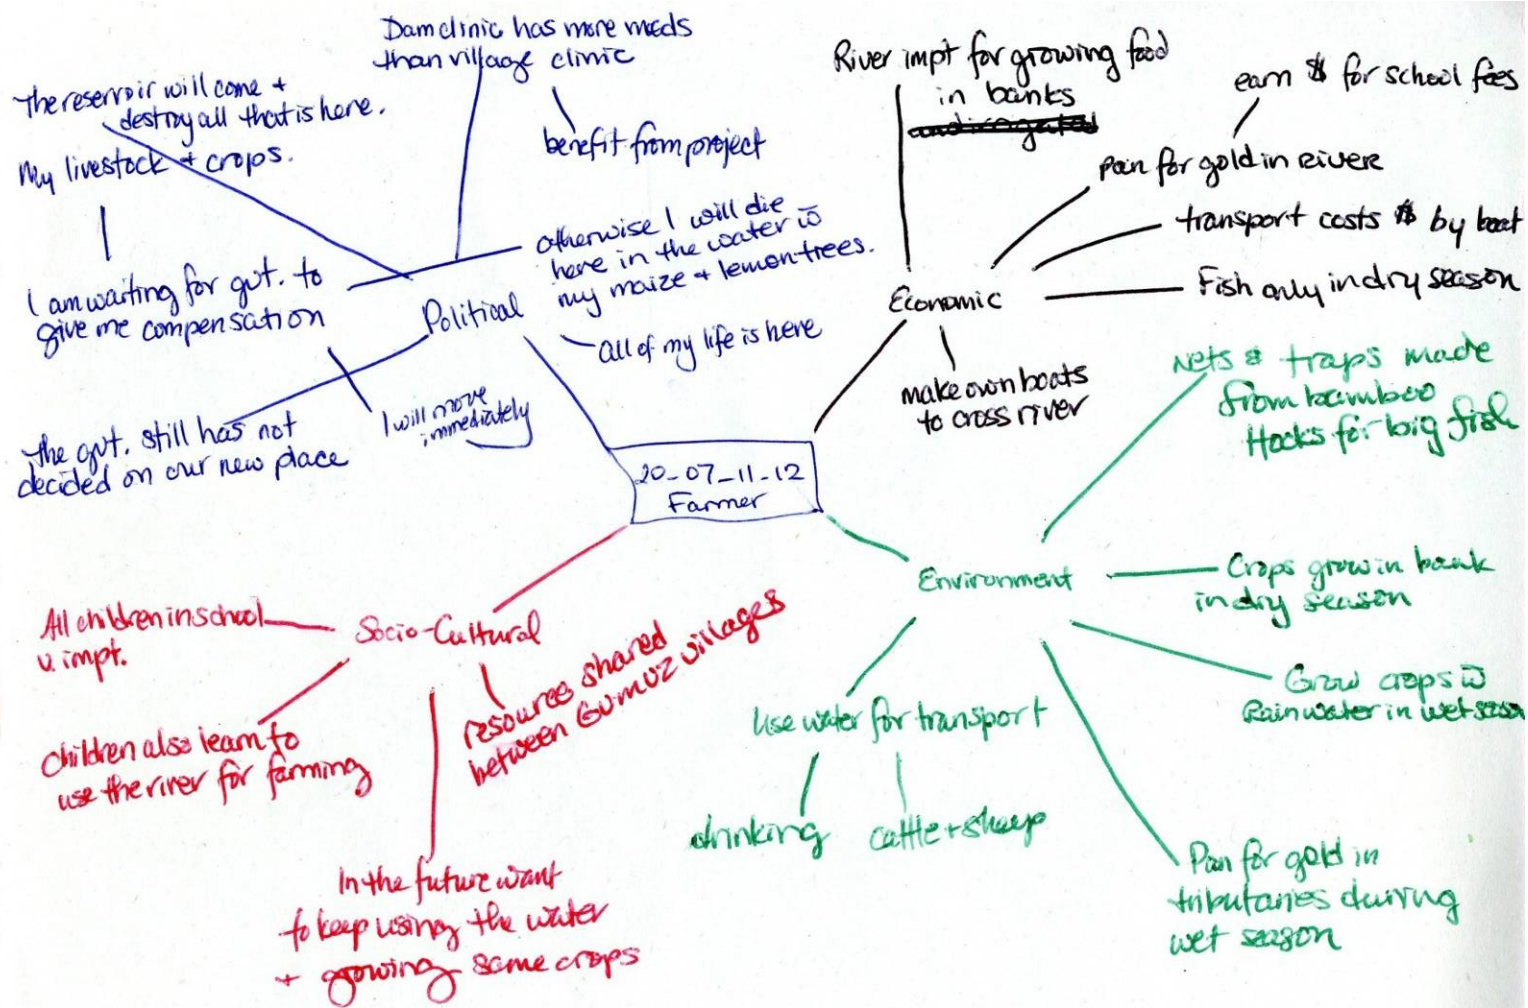 Dam clinic has more meds
than village clinic
benefit from project
The reservoir will come +
destroy all that is here.
My livestock + crops.
I am waiting for gvt. to
give me compensation
I will move
immediately
the gvt. still has not
decided on our new place
Political
otherwise I will die
here in the water w̄
my maize + lemon trees.
all of my life is here
River impt for growing food
in banks
earn $ for school fees
pan for gold in River
transport costs $ by boat
Fish only in dry season
Economic
make own boats
to cross river
20-07-11-12
Farmer
Nets & traps made
from bamboo
Hooks for big fish
Environment
Crops grow in bank
in dry season
Grow crops w̄
Rainwater in wet season
Use water for transport
drinking
cattle + sheep
Pan for gold in
tributaries during
wet season
Socio-Cultural
All children in school
v. impt.
children also learn to
use the river for farming
resources shared
between GUMUZ villages
In the future want
to keep using the water
+ growing same crops